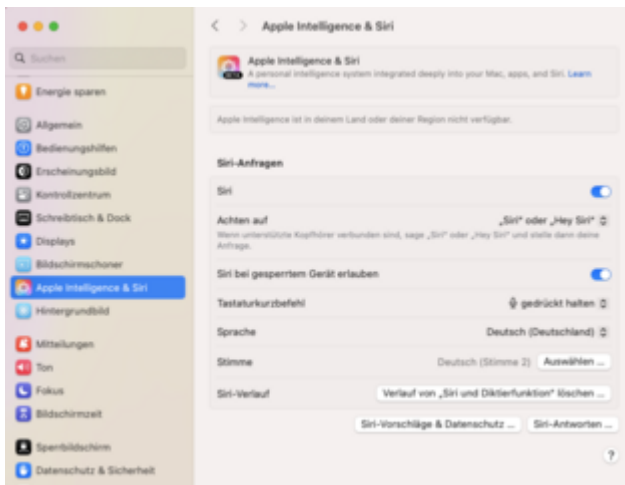 Apple Intelligence & Siri
Suchen
Energie sparen
Allgemein
Bedienungshilfen
Erscheinungsbild
Kontrollzentrum
Schreibtisch & Dock
Displays
Bildschirmschoner
Apple Intelligence & Siri
Hintergrundbild
Mitteilungen
Ton
Fokus
Bildschirmzeit
Sperrbildschirm
Datenschutz & Sicherheit
Apple Intelligence & Siri
A personal intelligence system integrated deeply into your Mac, apps, and Siri. Learn
more...
Apple Intelligence ist in deinem Land oder deiner Region nicht verfügbar.
Siri-Anfragen
Siri
Achten auf „Siri“ oder „Hey Siri“
Wenn unterstützte Kopfhörer verbunden sind, sage „Siri“ oder „Hey Siri“ und stelle dann deine
Anfrage.
Siri bei gesperrtem Gerät erlauben
Tastaturkurzbefehl gedrückt halten
Sprache Deutsch (Deutschland)
Stimme Deutsch (Stimme 2) Auswählen ...
Siri-Verlauf Verlauf von „Siri und Diktierfunktion“ löschen ...
Siri-Vorschläge & Datenschutz ... Siri-Antworten ...
?